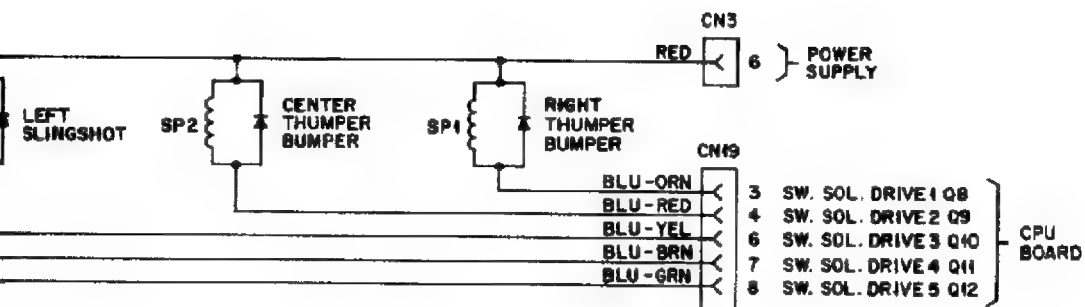 CN3
RED
6
POWER
SUPPLY
LEFT
SLINGSHOT
SP2
CENTER
THUMPER
BUMPER
SP1
RIGHT
THUMPER
BUMPER
CN19
BLU-ORN 3 SW. SOL. DRIVE 1 Q8
BLU-RED 4 SW. SOL. DRIVE 2 Q9
BLU-YEL 6 SW. SOL. DRIVE 3 Q10
BLU-BRN 7 SW. SOL. DRIVE 4 Q11
BLU-GRN 8 SW. SOL. DRIVE 5 Q12
CPU
BOARD